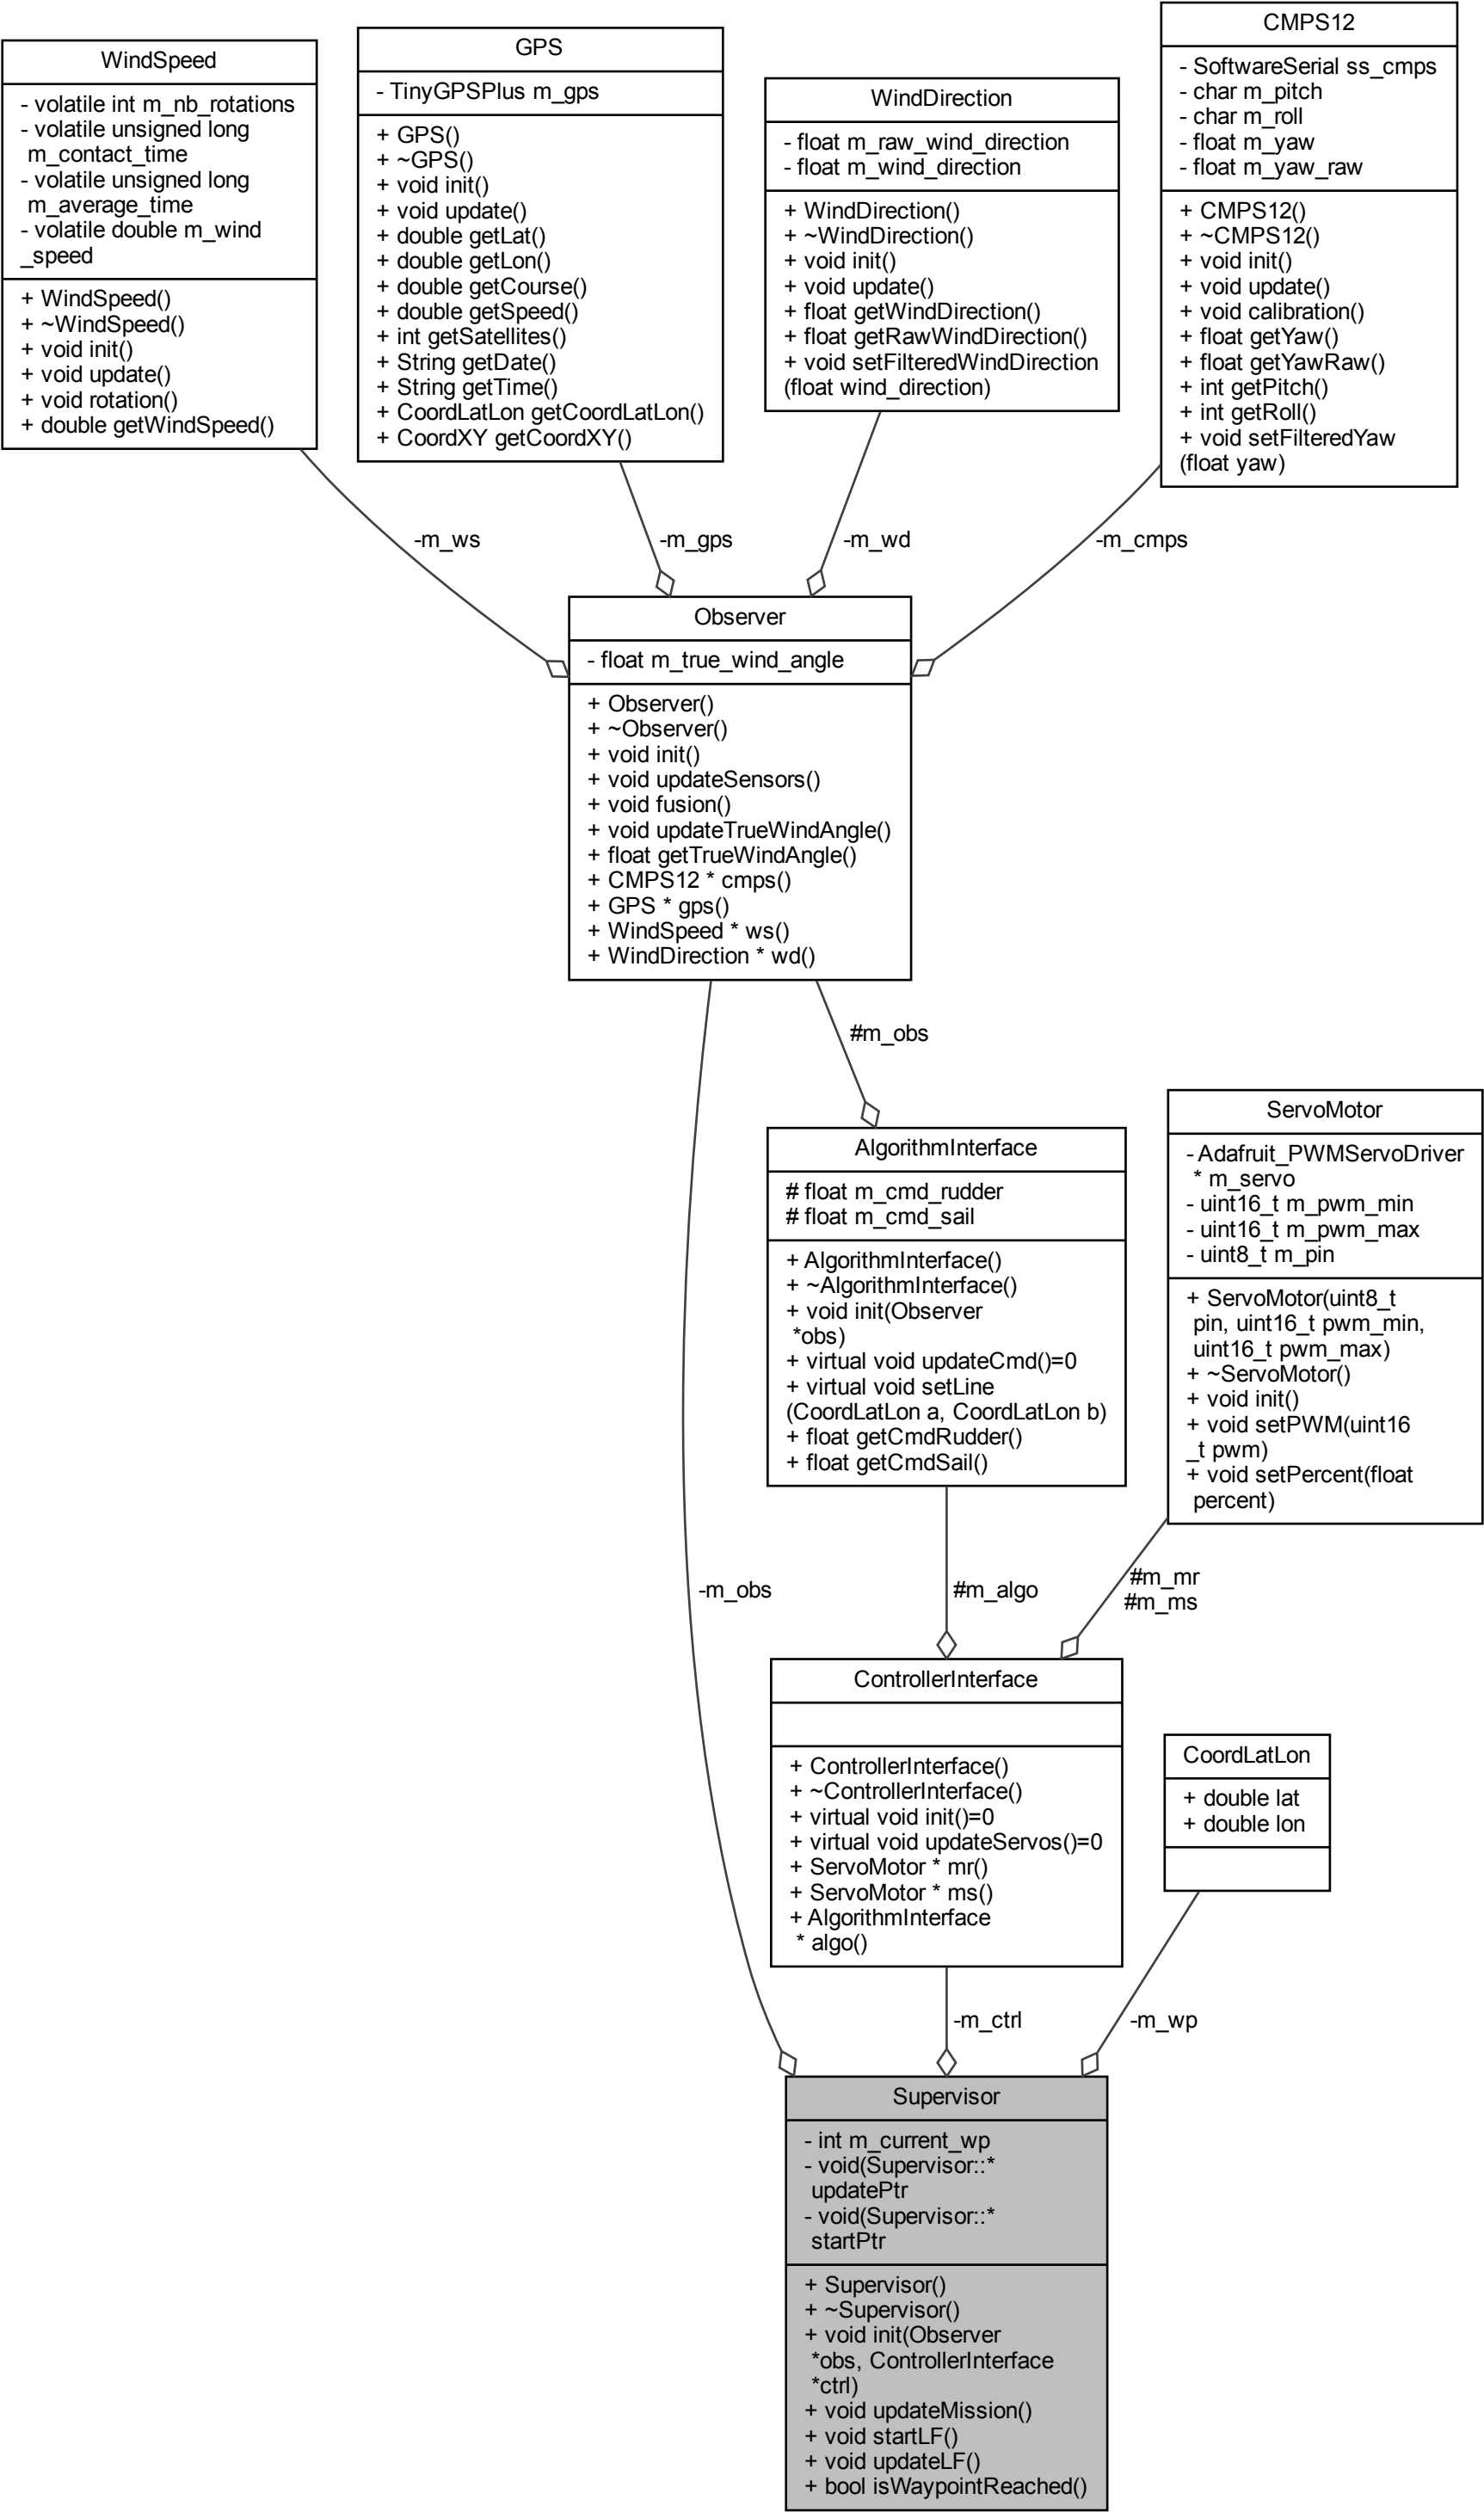 WindSpeed
- volatile int m_nb_rotations
- volatile unsigned long
m_contact_time
- volatile unsigned long
m_average_time
- volatile double m_wind
_speed
+ WindSpeed()
+ ~WindSpeed()
+ void init()
+ void update()
+ void rotation()
+ double getWindSpeed()
GPS
- TinyGPSPlus m_gps
+ GPS()
+ ~GPS()
+ void init()
+ void update()
+ double getLat()
+ double getLon()
+ double getCourse()
+ double getSpeed()
+ int getSatellites()
+ String getDate()
+ String getTime()
+ CoordLatLon getCoordLatLon()
+ CoordXY getCoordXY()
WindDirection
- float m_raw_wind_direction
- float m_wind_direction
+ WindDirection()
+ ~WindDirection()
+ void init()
+ void update()
+ float getWindDirection()
+ float getRawWindDirection()
+ void setFilteredWindDirection
(float wind_direction)
CMPS12
- SoftwareSerial ss_cmps
- char m_pitch
- char m_roll
- float m_yaw
- float m_yaw_raw
+ CMPS12()
+ ~CMPS12()
+ void init()
+ void update()
+ void calibration()
+ float getYaw()
+ float getYawRaw()
+ int getPitch()
+ int getRoll()
+ void setFilteredYaw
(float yaw)
-m_ws
-m_gps
-m_wd
-m_cmps
Observer
- float m_true_wind_angle
+ Observer()
+ ~Observer()
+ void init()
+ void updateSensors()
+ void fusion()
+ void updateTrueWindAngle()
+ float getTrueWindAngle()
+ CMPS12 * cmps()
+ GPS * gps()
+ WindSpeed * ws()
+ WindDirection * wd()
#m_obs
AlgorithmInterface
# float m_cmd_rudder
# float m_cmd_sail
+ AlgorithmInterface()
+ ~AlgorithmInterface()
+ void init(Observer
*obs)
+ virtual void updateCmd()=0
+ virtual void setLine
(CoordLatLon a, CoordLatLon b)
+ float getCmdRudder()
+ float getCmdSail()
ServoMotor
- Adafruit_PWMServoDriver
* m_servo
- uint16_t m_pwm_min
- uint16_t m_pwm_max
- uint8_t m_pin
+ ServoMotor(uint8_t
pin, uint16_t pwm_min,
uint16_t pwm_max)
+ ~ServoMotor()
+ void init()
+ void setPWM(uint16
_t pwm)
+ void setPercent(float
percent)
-m_obs
#m_algo
#m_mr
#m_ms
ControllerInterface
+ ControllerInterface()
+ ~ControllerInterface()
+ virtual void init()=0
+ virtual void updateServos()=0
+ ServoMotor * mr()
+ ServoMotor * ms()
+ AlgorithmInterface
* algo()
CoordLatLon
+ double lat
+ double lon
-m_ctrl
-m_wp
Supervisor
- int m_current_wp
- void(Supervisor::*
updatePtr
- void(Supervisor::*
startPtr
+ Supervisor()
+ ~Supervisor()
+ void init(Observer
*obs, ControllerInterface
*ctrl)
+ void updateMission()
+ void startLF()
+ void updateLF()
+ bool isWaypointReached()